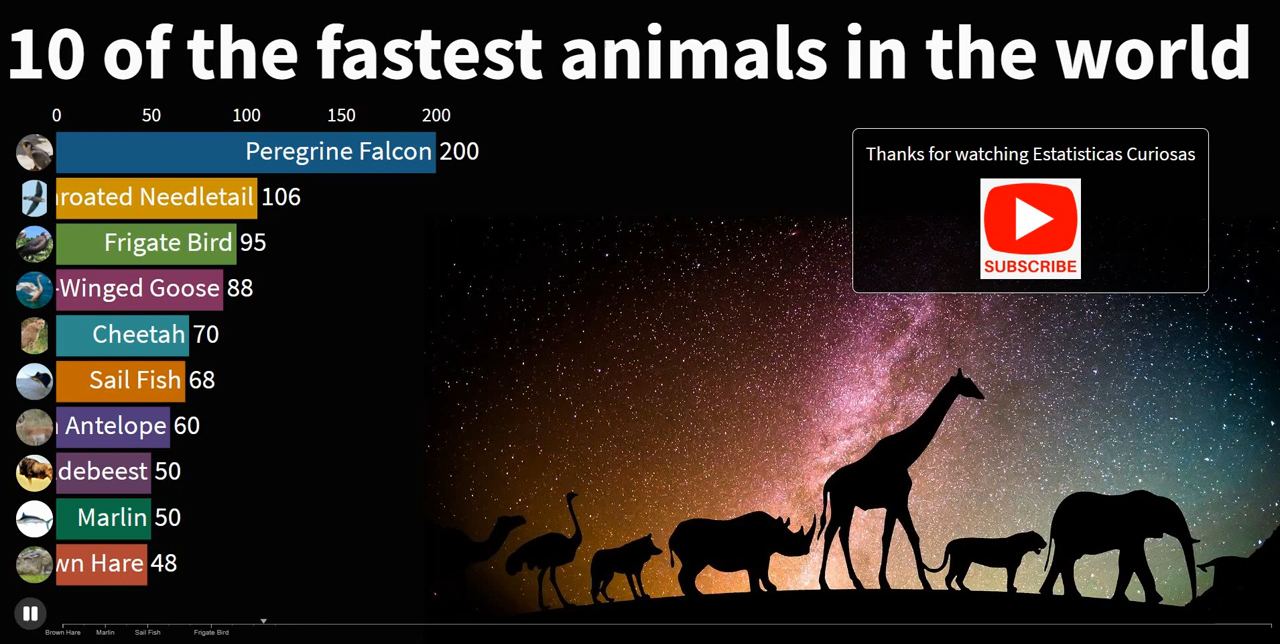 10 of the fastest animals in the world
0 50 100 150 200
Thanks for watching Estatisticas Curiosas
SUBSCRIBE
Peregrine Falcon 200
roated Needletail 106
Frigate Bird 95
-Winged Goose 88
Cheetah 70
Sail Fish 68
Antelope 60
debeest 50
Marlin 50
wn Hare 48
Brown Hare Marlin Sail Fish Frigate Bird